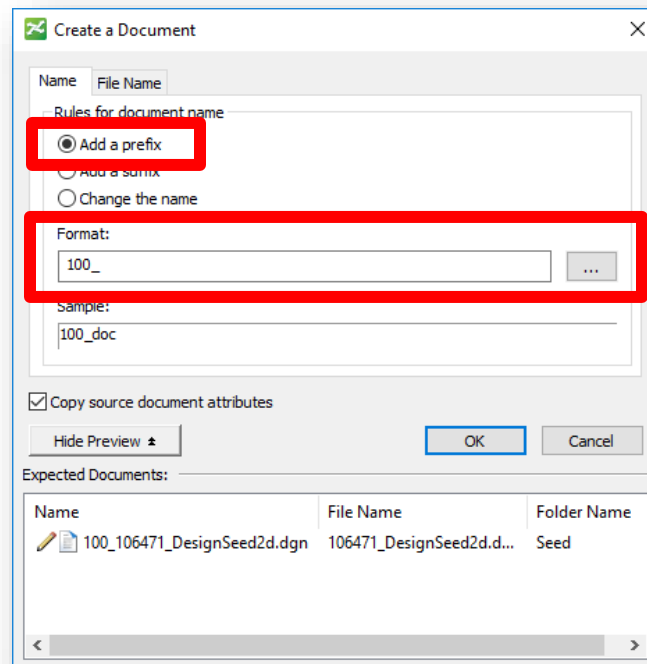 Create a Document
Name File Name
Rules for document name
Add a prefix
Add a suffix
Change the name
Format:
100_
...
Sample:
100_doc
Copy source document attributes
Hide Preview OK Cancel
Expected Documents:
Name File Name Folder Name
100_106471_DesignSeed2d.dgn 106471_DesignSeed2d.d... Seed